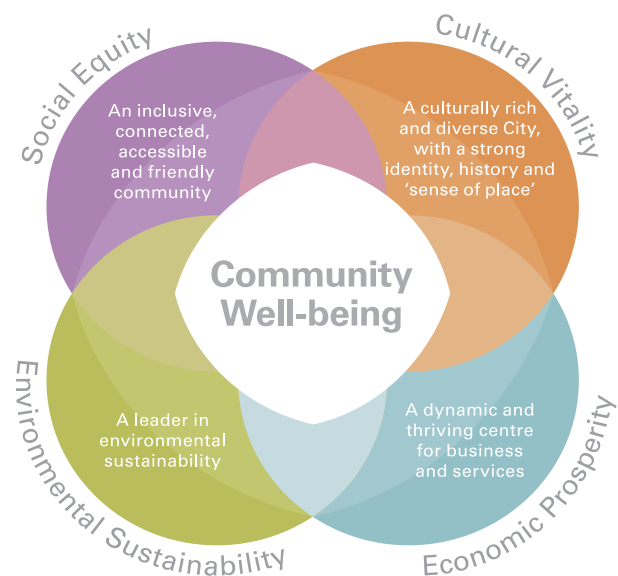 Social Equity
Cultural Vitality
An inclusive,
connected,
accessible
and friendly
community
A culturally rich
and diverse City,
with a strong
identity, history and
‘sense of place’
Community
Well-being
A leader in
environmental
sustainability
A dynamic and
thriving centre
for business
and services
Environmental Sustainability
Economic Prosperity